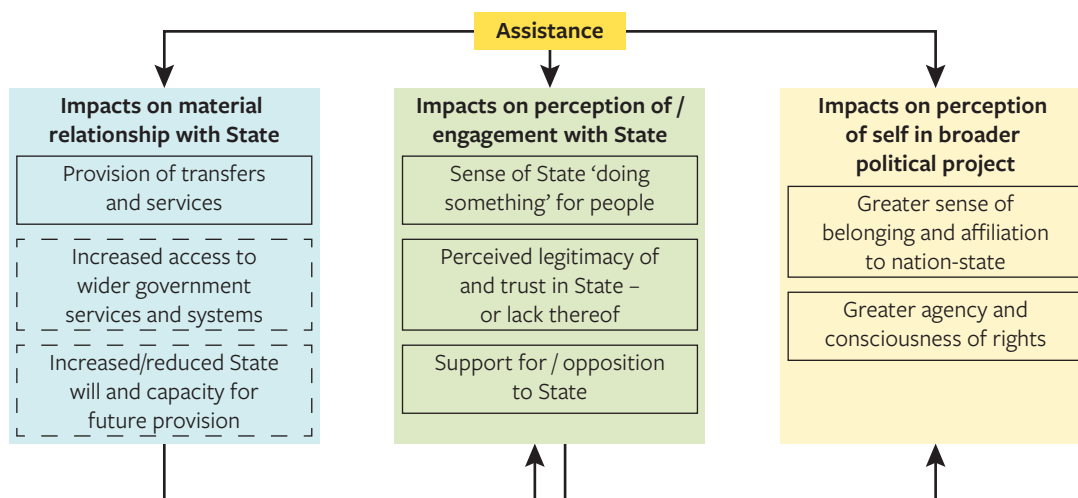 Assistance
Impacts on material
relationship with State
Provision of transfers
and services
Increased access to
wider government
services and systems
Increased/reduced State
will and capacity for
future provision
Impacts on perception of /
engagement with State
Sense of State ‘doing
something’ for people
Perceived legitimacy of
and trust in State –
or lack thereof
Support for / opposition
to State
Impacts on perception
of self in broader
political project
Greater sense of
belonging and affiliation
to nation-state
Greater agency and
consciousness of rights